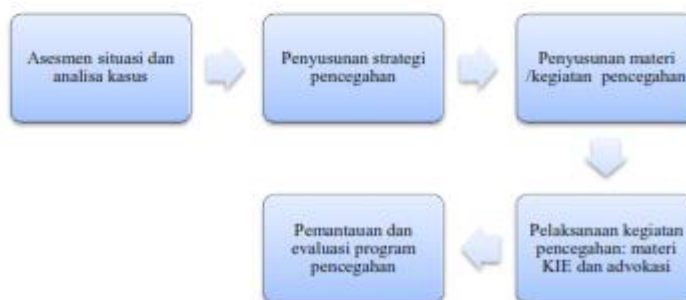 Asesmen situasi dan
analisa kasus
Penyusunan strategi
pencegahan
Penyusunan materi
/kegiatan pencegahan
Pelaksanaan kegiatan
pencegahan: materi
KIE dan advokasi
Pemantauan dan
evaluasi program
pencegahan